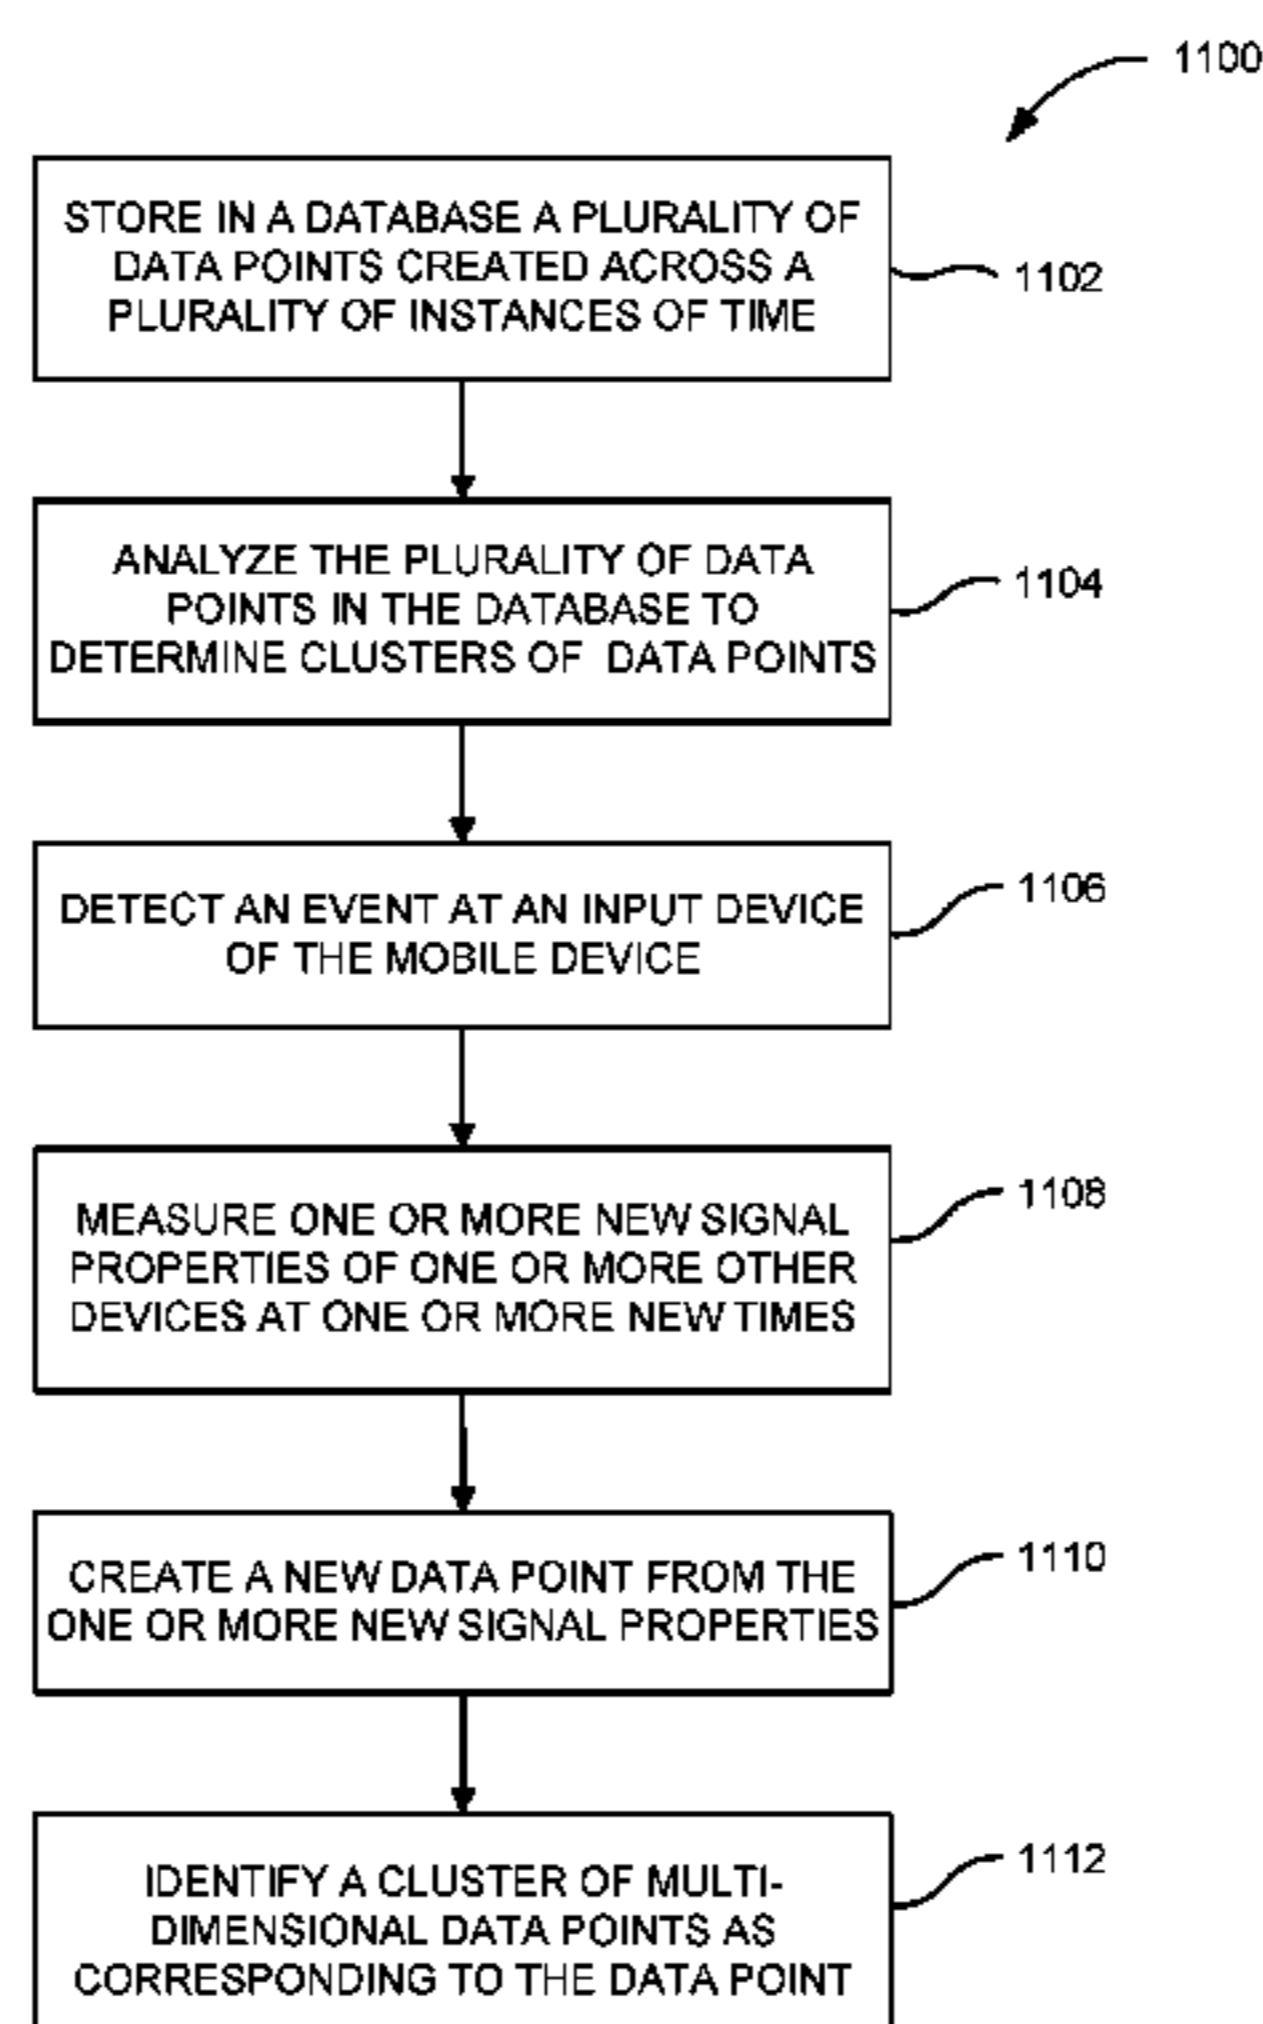 1100
STORE IN A DATABASE A PLURALITY OF
DATA POINTS CREATED ACROSS A
PLURALITY OF INSTANCES OF TIME
1102
ANALYZE THE PLURALITY OF DATA
POINTS IN THE DATABASE TO
DETERMINE CLUSTERS OF DATA POINTS
1104
DETECT AN EVENT AT AN INPUT DEVICE
OF THE MOBILE DEVICE
1106
MEASURE ONE OR MORE NEW SIGNAL
PROPERTIES OF ONE OR MORE OTHER
DEVICES AT ONE OR MORE NEW TIMES
1108
CREATE A NEW DATA POINT FROM THE
ONE OR MORE NEW SIGNAL PROPERTIES
1110
IDENTIFY A CLUSTER OF MULTI-
DIMENSIONAL DATA POINTS AS
CORRESPONDING TO THE DATA POINT
1112